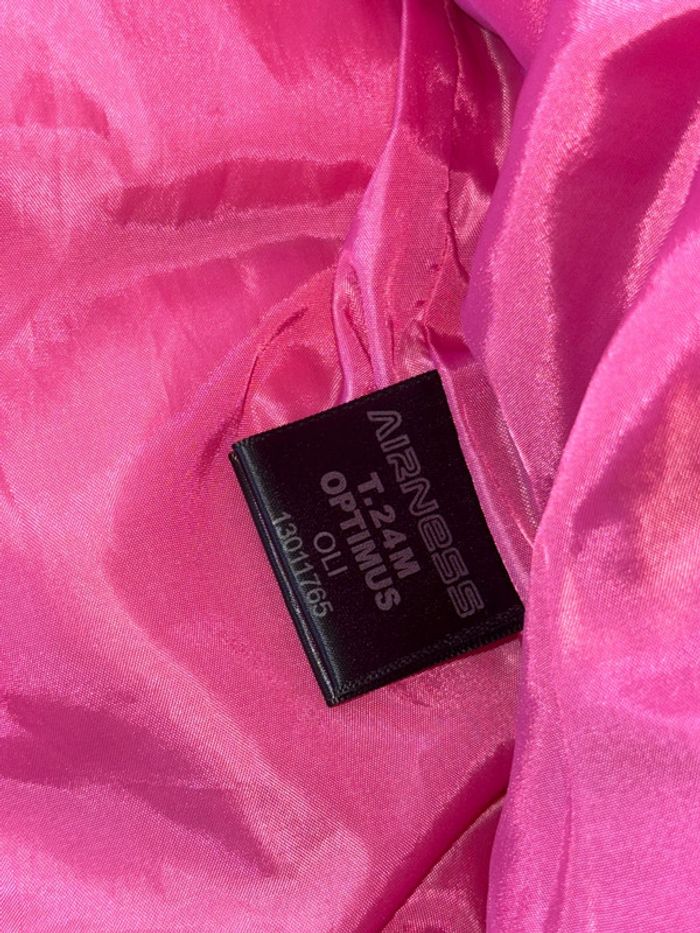 AIRNESS
T.24M
OPTIMUS
OLI
13011765